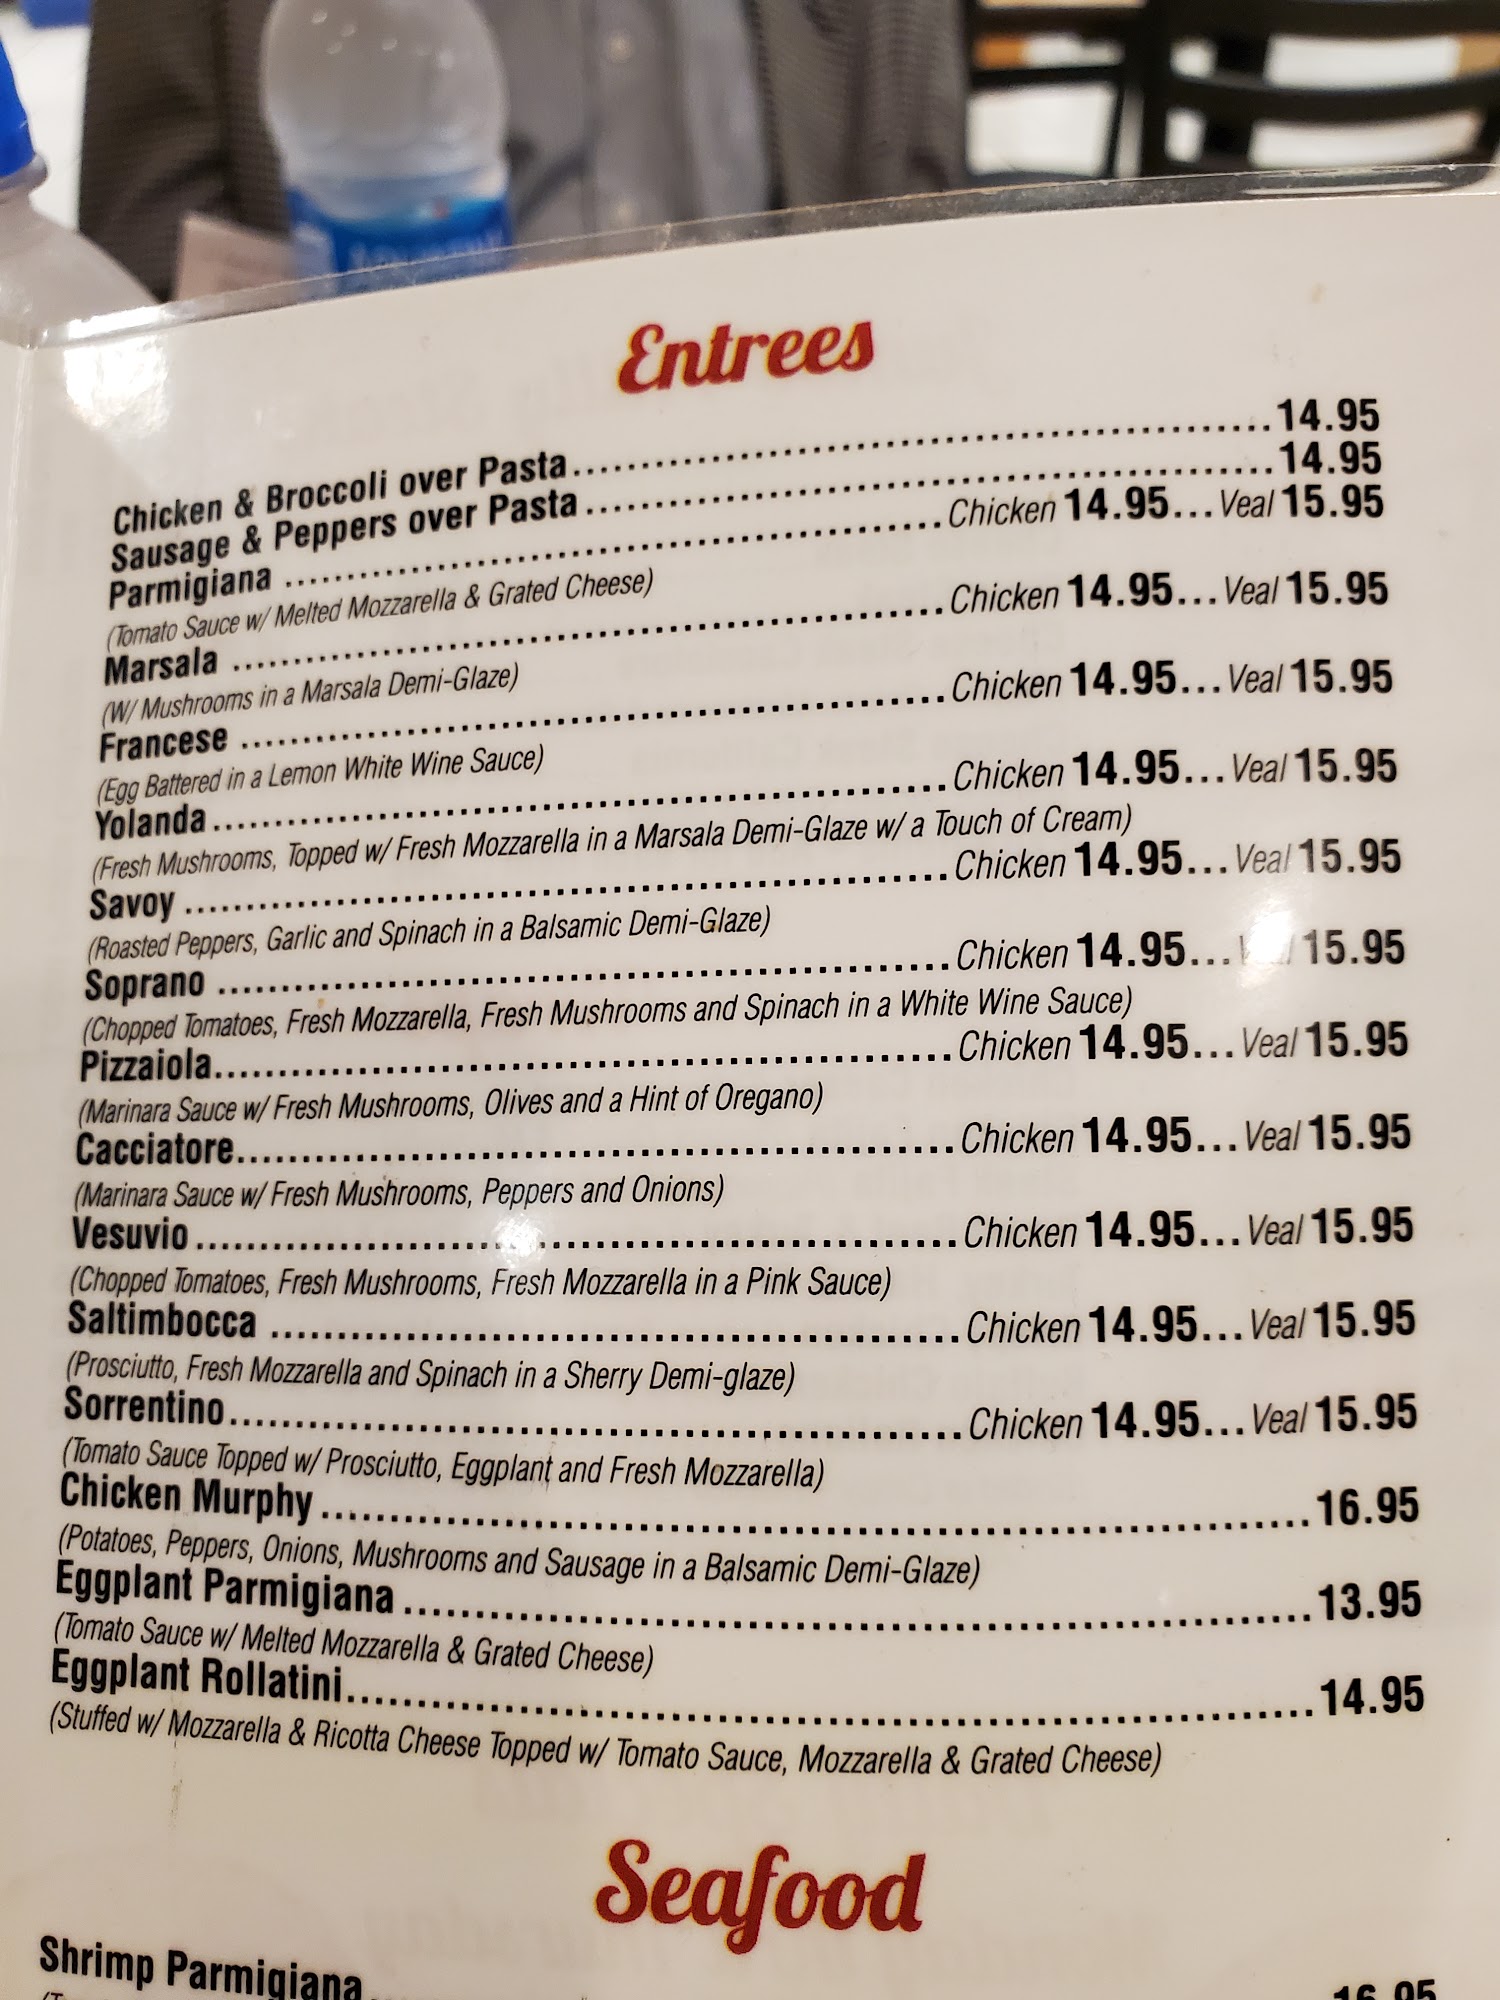 Entrees
Chicken & Broccoli over Pasta...........................................................14.95
Sausage & Peppers over Pasta..........................................................14.95
Parmigiana ......................................................Chicken 14.95...Veal 15.95
(Tomato Sauce w/ Melted Mozzarella & Grated Cheese)
Marsala ...........................................................Chicken 14.95...Veal 15.95
(W/ Mushrooms in a Marsala Demi-Glaze)
Francese ..........................................................Chicken 14.95...Veal 15.95
(Egg Battered in a Lemon White Wine Sauce)
Yolanda............................................................Chicken 14.95...Veal 15.95
(Fresh Mushrooms, Topped w/ Fresh Mozzarella in a Marsala Demi-Glaze w/ a Touch of Cream)
Savoy ..............................................................Chicken 14.95...Veal 15.95
(Roasted Peppers, Garlic and Spinach in a Balsamic Demi-Glaze)
Soprano ...........................................................Chicken 14.95...Veal 15.95
(Chopped Tomatoes, Fresh Mozzarella, Fresh Mushrooms and Spinach in a White Wine Sauce)
Pizzaiola...........................................................Chicken 14.95...Veal 15.95
(Marinara Sauce w/ Fresh Mushrooms, Olives and a Hint of Oregano)
Cacciatore.........................................................Chicken 14.95...Veal 15.95
(Marinara Sauce w/ Fresh Mushrooms, Peppers and Onions)
Vesuvio ............................................................Chicken 14.95...Veal 15.95
(Chopped Tomatoes, Fresh Mushrooms, Fresh Mozzarella in a Pink Sauce)
Saltimbocca ......................................................Chicken 14.95...Veal 15.95
(Prosciutto, Fresh Mozzarella and Spinach in a Sherry Demi-glaze)
Sorrentino.........................................................Chicken 14.95...Veal 15.95
(Tomato Sauce Topped w/ Prosciutto, Eggplant and Fresh Mozzarella)
Chicken Murphy ...............................................................................16.95
(Potatoes, Peppers, Onions, Mushrooms and Sausage in a Balsamic Demi-Glaze)
Eggplant Parmigiana ........................................................................13.95
(Tomato Sauce w/ Melted Mozzarella & Grated Cheese)
Eggplant Rollatini.............................................................................14.95
(Stuffed w/ Mozzarella & Ricotta Cheese Topped w/ Tomato Sauce, Mozzarella & Grated Cheese)
Seafood
Shrimp Parmigiana.......... 16.95